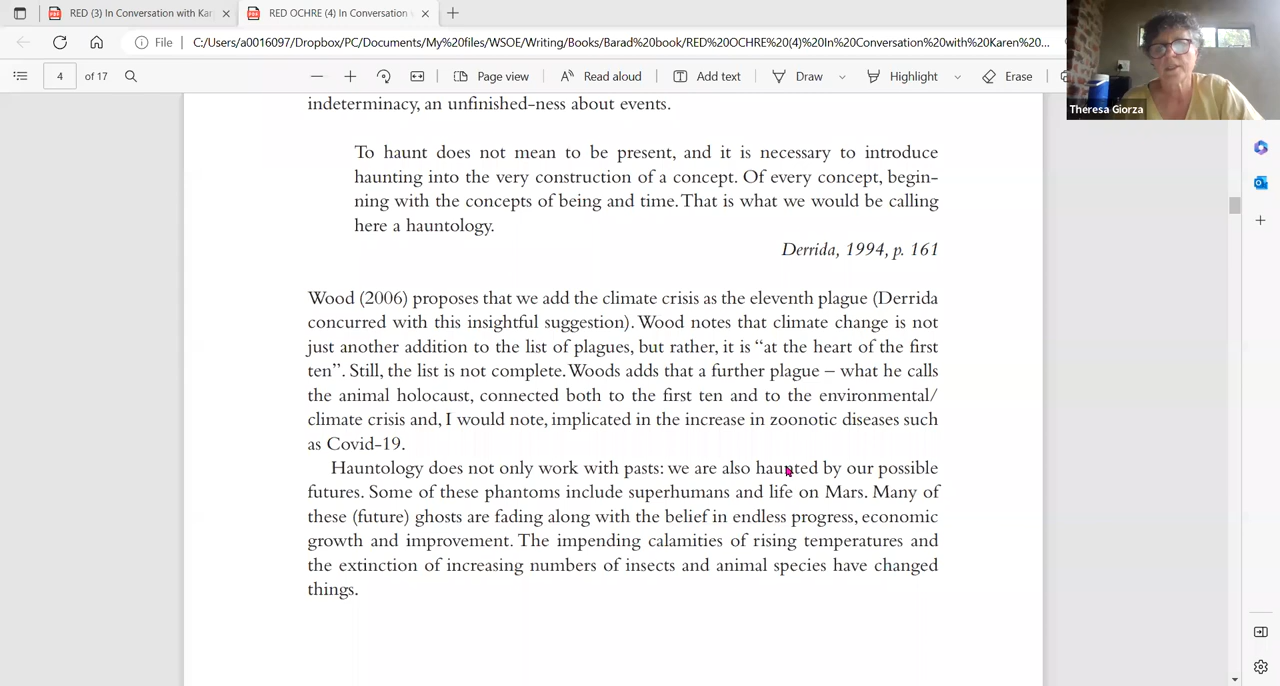 RED (3) In Conversation with Kar
RED OCHRE (4) In Conversation
File
C:/Users/a0016097/Dropbox/PC/Documents/My%20files/WSOE/Writing/Books/Barad%20book/RED%20OCHRE%20(4)%20In%20Conversation%20with%20Karen%20...
4 of 17
Page view
Read aloud
Add text
Draw
Highlight
Erase
Theresa Giorza
indeterminacy, an unfinished-ness about events.
To haunt does not mean to be present, and it is necessary to introduce
haunting into the very construction of a concept. Of every concept, begin-
ning with the concepts of being and time. That is what we would be calling
here a hauntology.
Derrida, 1994, p. 161
Wood (2006) proposes that we add the climate crisis as the eleventh plague (Derrida
concurred with this insightful suggestion). Wood notes that climate change is not
just another addition to the list of plagues, but rather, it is “at the heart of the first
ten”. Still, the list is not complete. Woods adds that a further plague – what he calls
the animal holocaust, connected both to the first ten and to the environmental/
climate crisis and, I would note, implicated in the increase in zoonotic diseases such
as Covid-19.
Hauntology does not only work with pasts: we are also haunted by our possible
futures. Some of these phantoms include superhumans and life on Mars. Many of
these (future) ghosts are fading along with the belief in endless progress, economic
growth and improvement. The impending calamities of rising temperatures and
the extinction of increasing numbers of insects and animal species have changed
things.